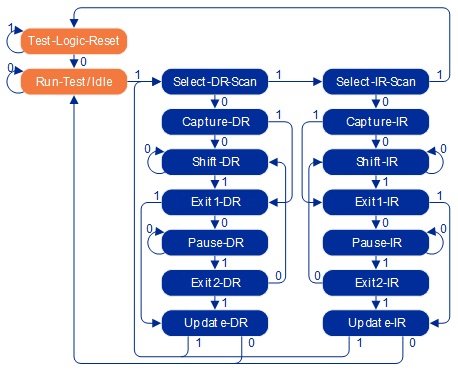 1
Test-Logic-Reset
0
0
Run-Test/Idle
1
Select-DR-Scan
1
Select-IR-Scan
1
0
0
Capture-DR
1
1
Capture-IR
0
0
0
Shift-DR
Shift-IR
0
1
1
Exit1-DR
Exit1-IR
1
1
0
0
0
Pause-DR
Pause-IR
0
1
1
Exit2-DR
0
0
Exit2-IR
1
1
Update-DR
Update-IR
1
0
1
0